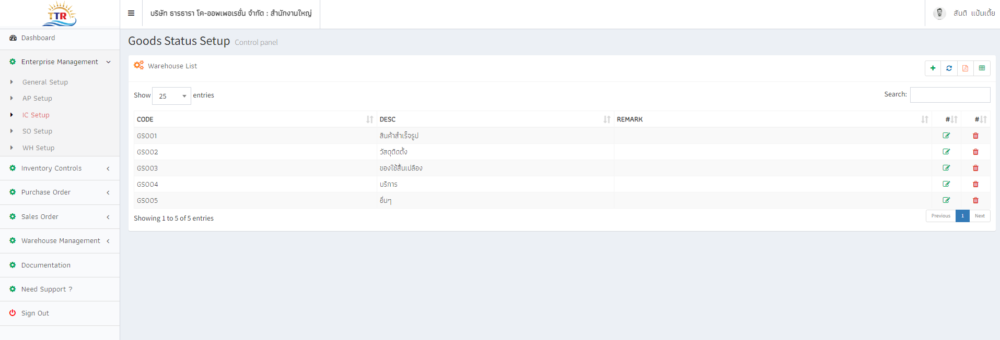 TTR
บริษัท ธารธารา โค-ออพเพอเรชั่น จำกัด : สำนักงานใหญ่
สันติ แป้นเตี้ย
Dashboard
Enterprise Management
General Setup
AP Setup
IC Setup
SO Setup
WH Setup
Inventory Controls
Purchase Order
Sales Order
Warehouse Management
Documentation
Need Support ?
Sign Out
Goods Status Setup Control panel
Warehouse List
Show 25 entries
Search:
CODE DESC REMARK # #
GS001 สินค้าสำเร็จรูป
GS002 วัสดุติดตั้ง
GS003 ของใช้สิ้นเปลือง
GS004 บริการ
GS005 อื่นๆ
Showing 1 to 5 of 5 entries
Previous 1 Next